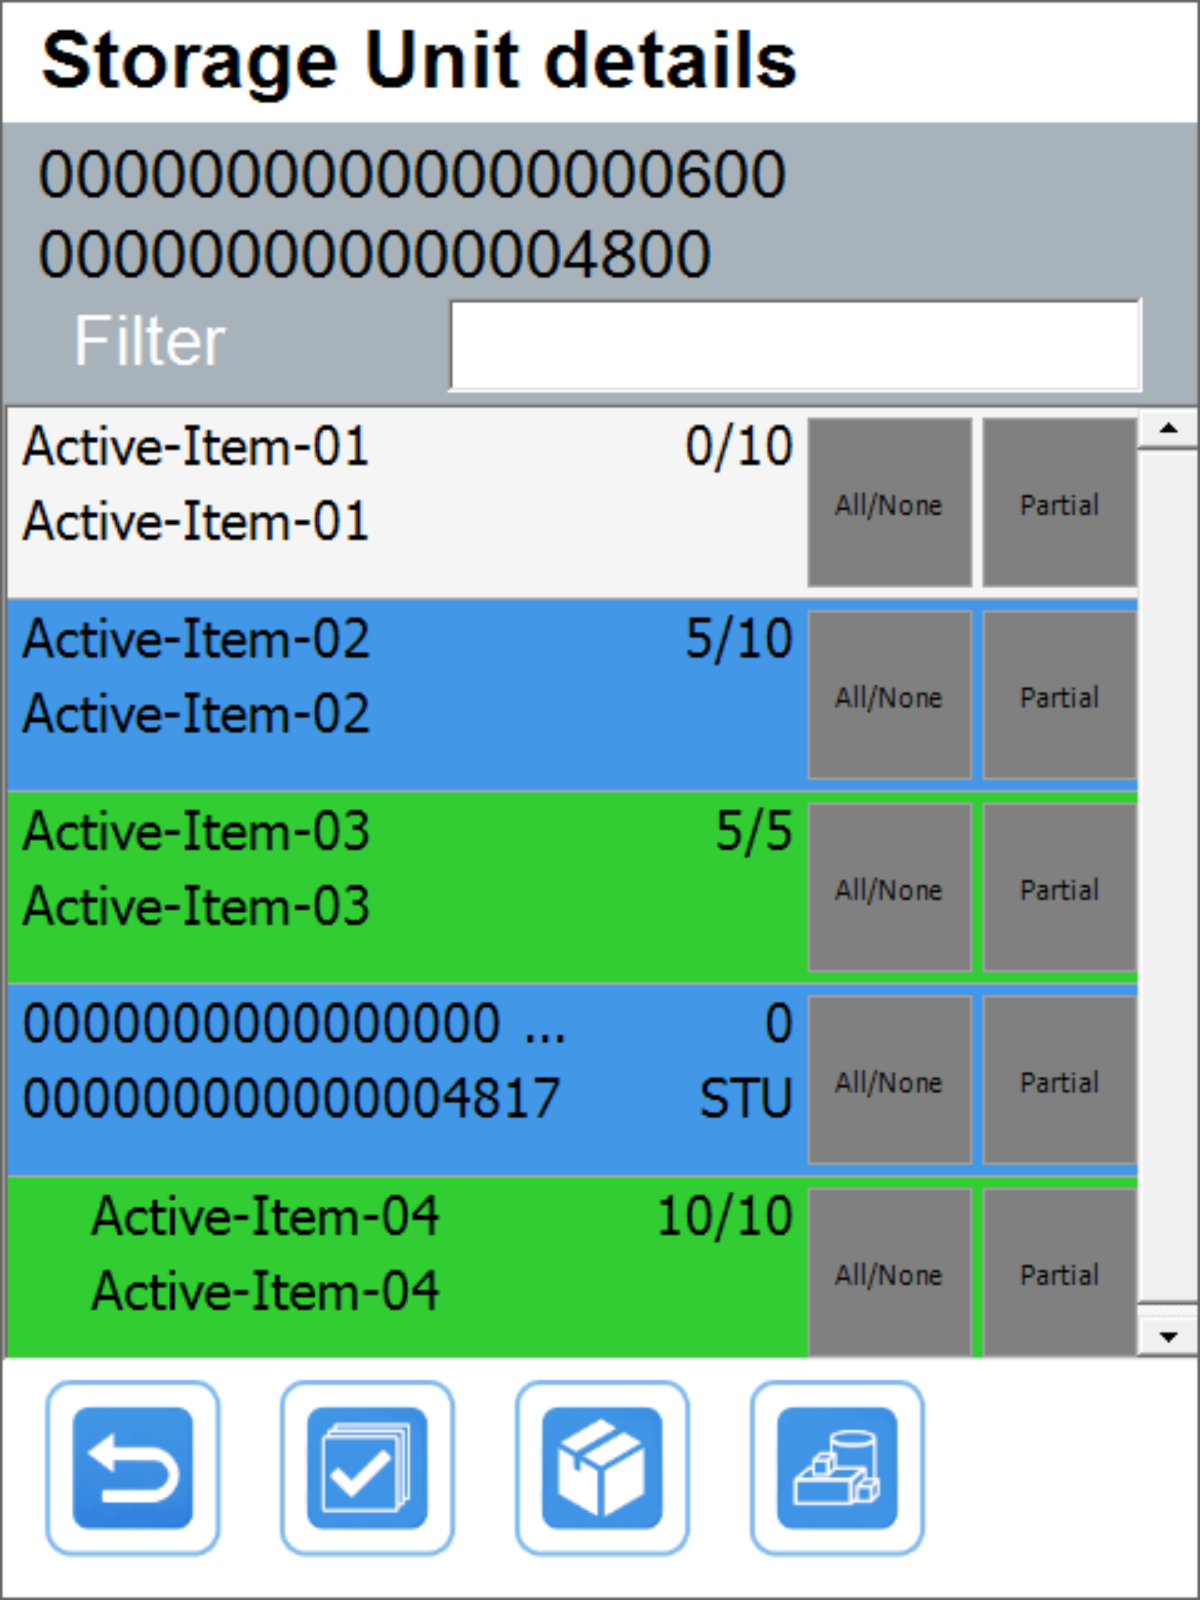 Storage Unit details
00000000000000000600
000000000000004800
Filter
Active-Item-01 0/10
All/None Partial
Active-Item-01
Active-Item-02 5/10
All/None Partial
Active-Item-02
Active-Item-03 5/5
All/None Partial
Active-Item-03
0000000000000000 ... 0
All/None Partial
000000000000004817 STU
Active-Item-04 10/10
All/None Partial
Active-Item-04